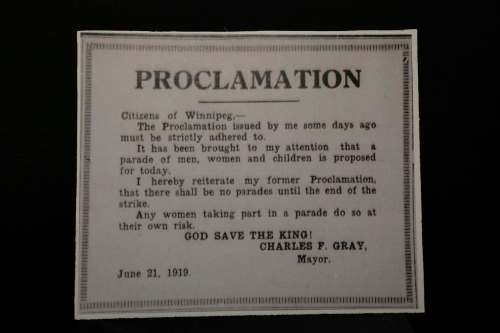 PROCLAMATION
Citizens of Winnipeg,—
The Proclamation issued by me some days ago
must be strictly adhered to.
It has been brought to my attention that a
parade of men, women and children is proposed
for today.
I hereby reiterate my former Proclamation,
that there shall be no parades until the end of the
strike.
Any women taking part in a parade do so at
their own risk.
GOD SAVE THE KING!
CHARLES F. GRAY,
Mayor.
June 21, 1919.